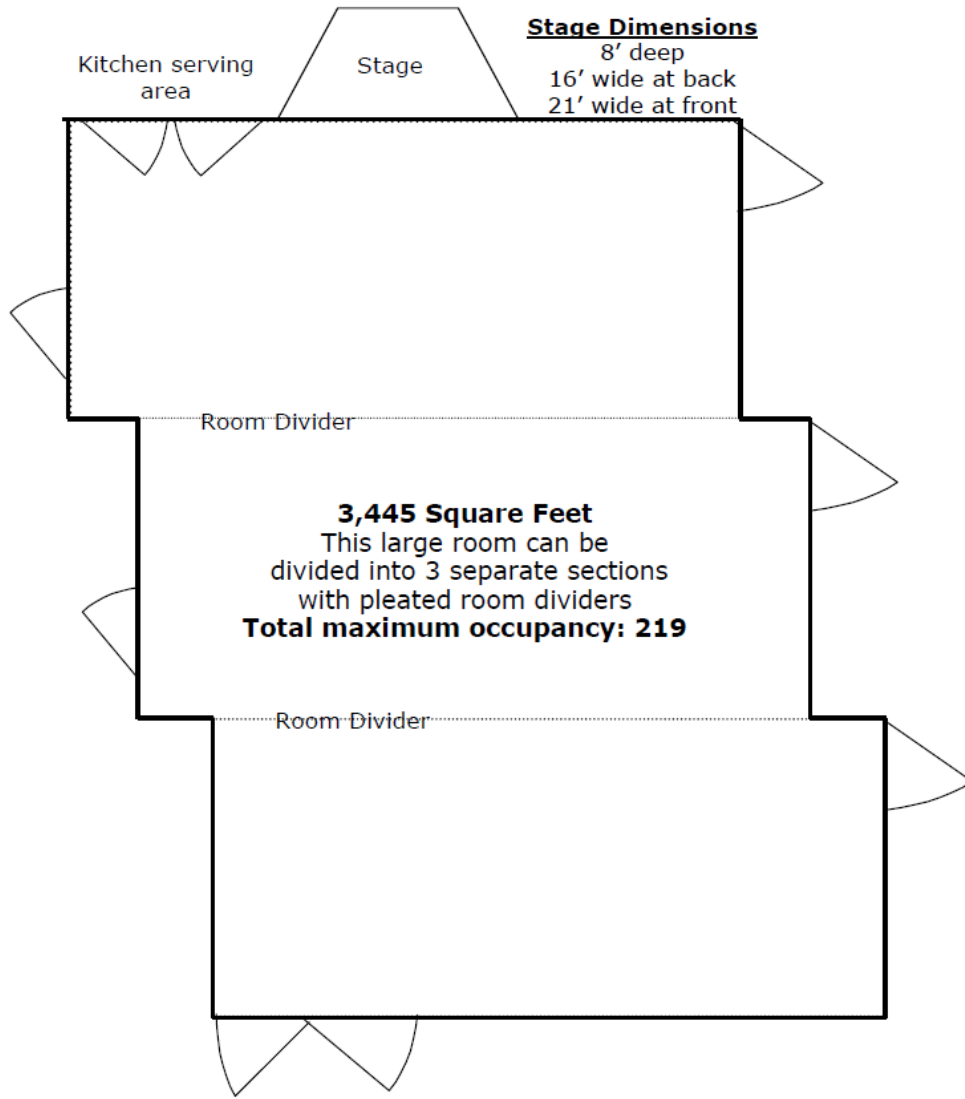 Stage Dimensions
8’ deep
16’ wide at back
21’ wide at front
Kitchen serving
area
Stage
Room Divider
3,445 Square Feet
This large room can be
divided into 3 separate sections
with pleated room dividers
Total maximum occupancy: 219
Room Divider